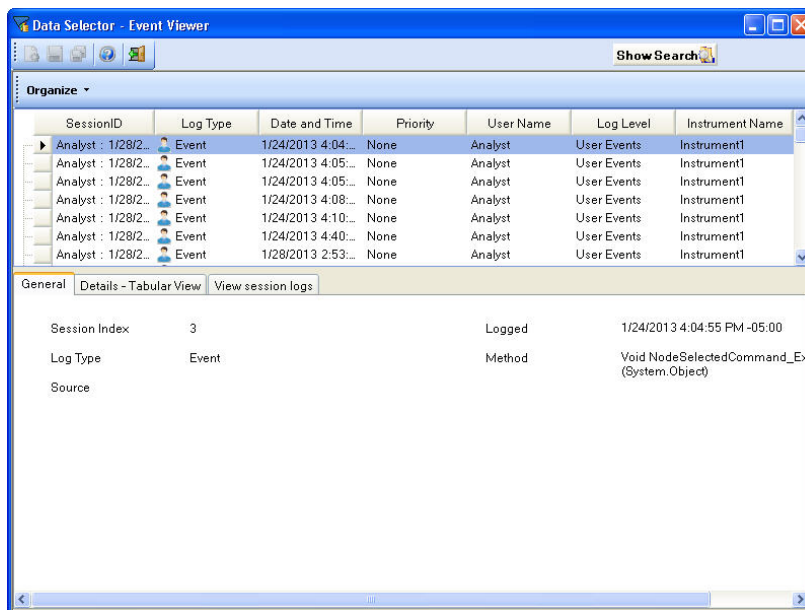 Data Selector - Event Viewer
Show Search
Organize
SessionID Log Type Date and Time Priority User Name Log Level Instrument Name
Analyst : 1/28/2... Event 1/24/2013 4:04:... None Analyst User Events Instrument1
Analyst : 1/28/2... Event 1/24/2013 4:05:... None Analyst User Events Instrument1
Analyst : 1/28/2... Event 1/24/2013 4:05:... None Analyst User Events Instrument1
Analyst : 1/28/2... Event 1/24/2013 4:08:... None Analyst User Events Instrument1
Analyst : 1/28/2... Event 1/24/2013 4:10:... None Analyst User Events Instrument1
Analyst : 1/28/2... Event 1/24/2013 4:40:... None Analyst User Events Instrument1
Analyst : 1/28/2... Event 1/28/2013 2:53:... None Analyst User Events Instrument1
General Details - Tabular View View session logs
Session Index 3 Logged 1/24/2013 4:04:55 PM -05:00
Log Type Event Method Void NodeSelectedCommand_Ex
(System.Object)
Source